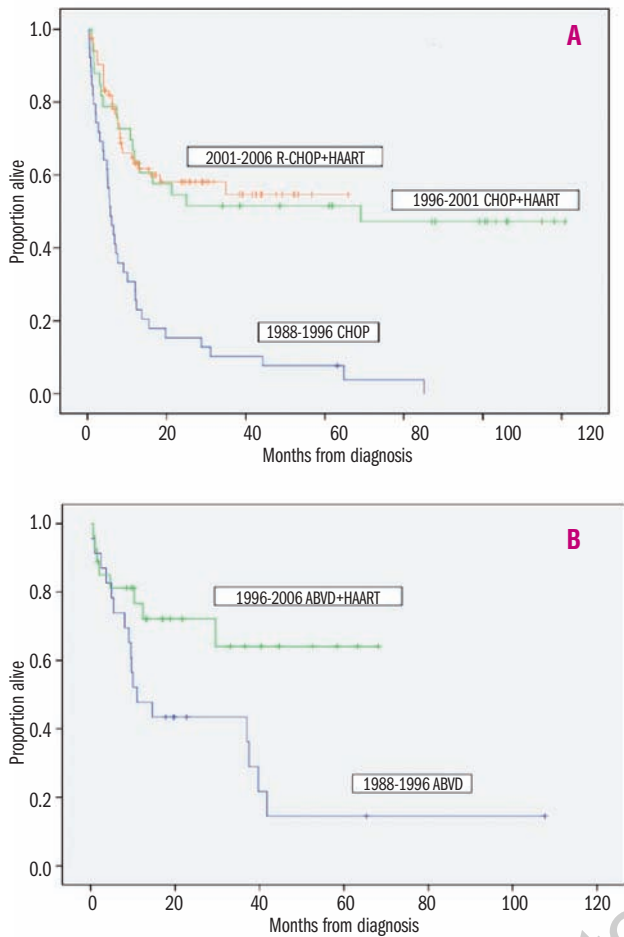 A
1.0
0.8
0.6
0.4
0.2
0.0
Proportion alive
2001-2006 R-CHOP+HAART
1996-2001 CHOP+HAART
1988-1996 CHOP
0 20 40 60 80 100 120
Months from diagnosis
B
1.0
0.8
0.6
0.4
0.2
0.0
Proportion alive
1996-2006 ABVD+HAART
1988-1996 ABVD
0 20 40 60 80 100 120
Months from diagnosis